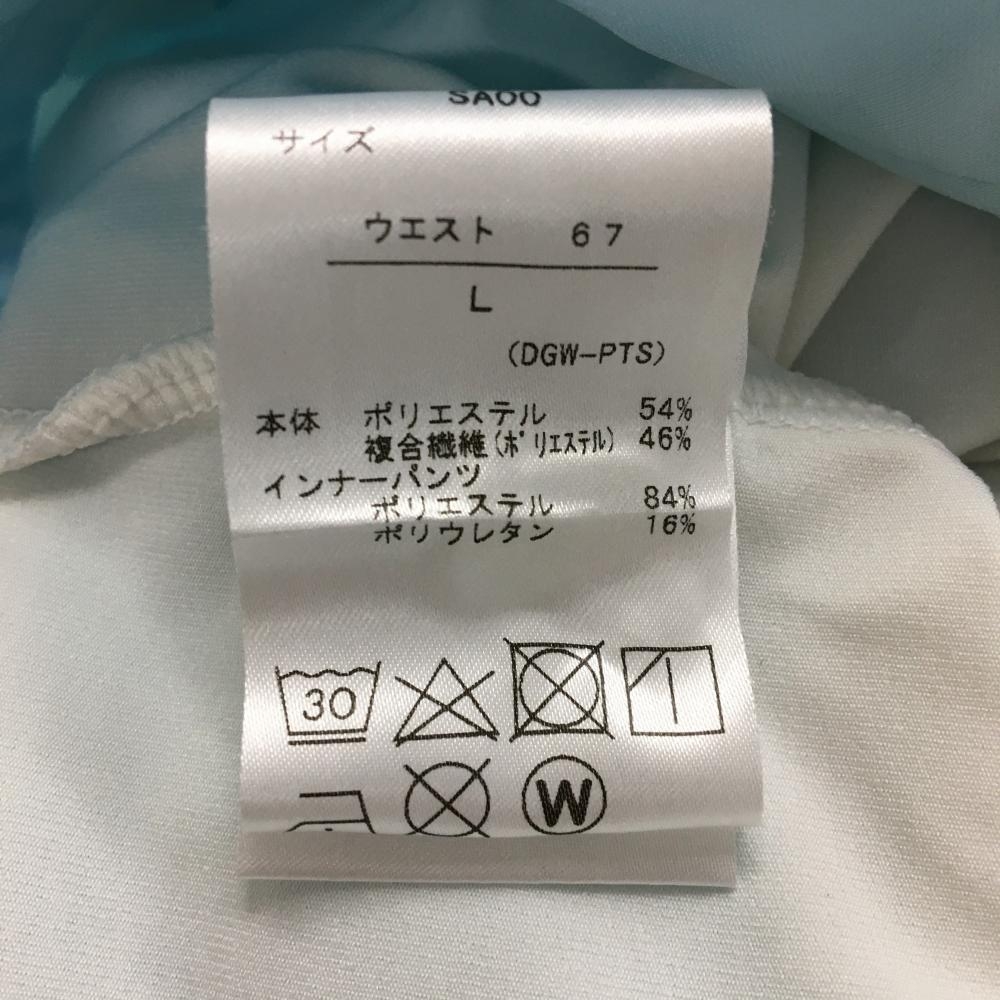 SA00
サイズ
ウエスト 67
L
(DGW-PTS)
本体 ポリエステル 54%
複合繊維(ポリエステル) 46%
インナーパンツ
ポリエステル 84%
ポリウレタン 16%
30
W